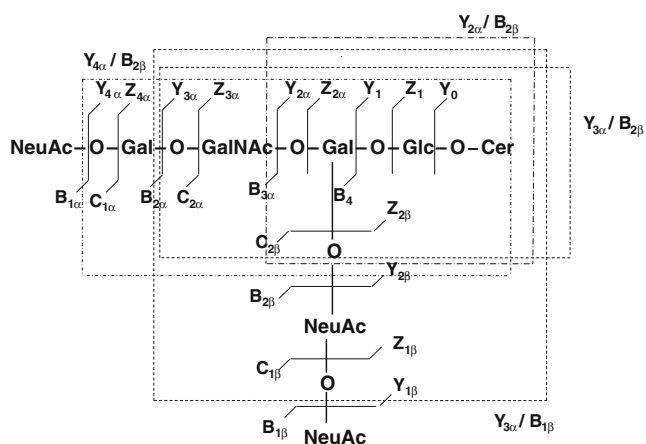 Y2α / B2β
Y4α / B2β
Y4α Z4α Y3α Z3α Y2α Z2α Y1 Z1 Y0
Y3α / B2β
NeuAc–O–Gal–O–GalNAc–O–Gal–O–Glc–O–Cer
B1α C1α B2α C2α B3α B4
Z2β
C2β
O
Y2β
B2β
NeuAc
Z1β
C1β
O
Y1β
B1β
Y3α / B1β
NeuAc